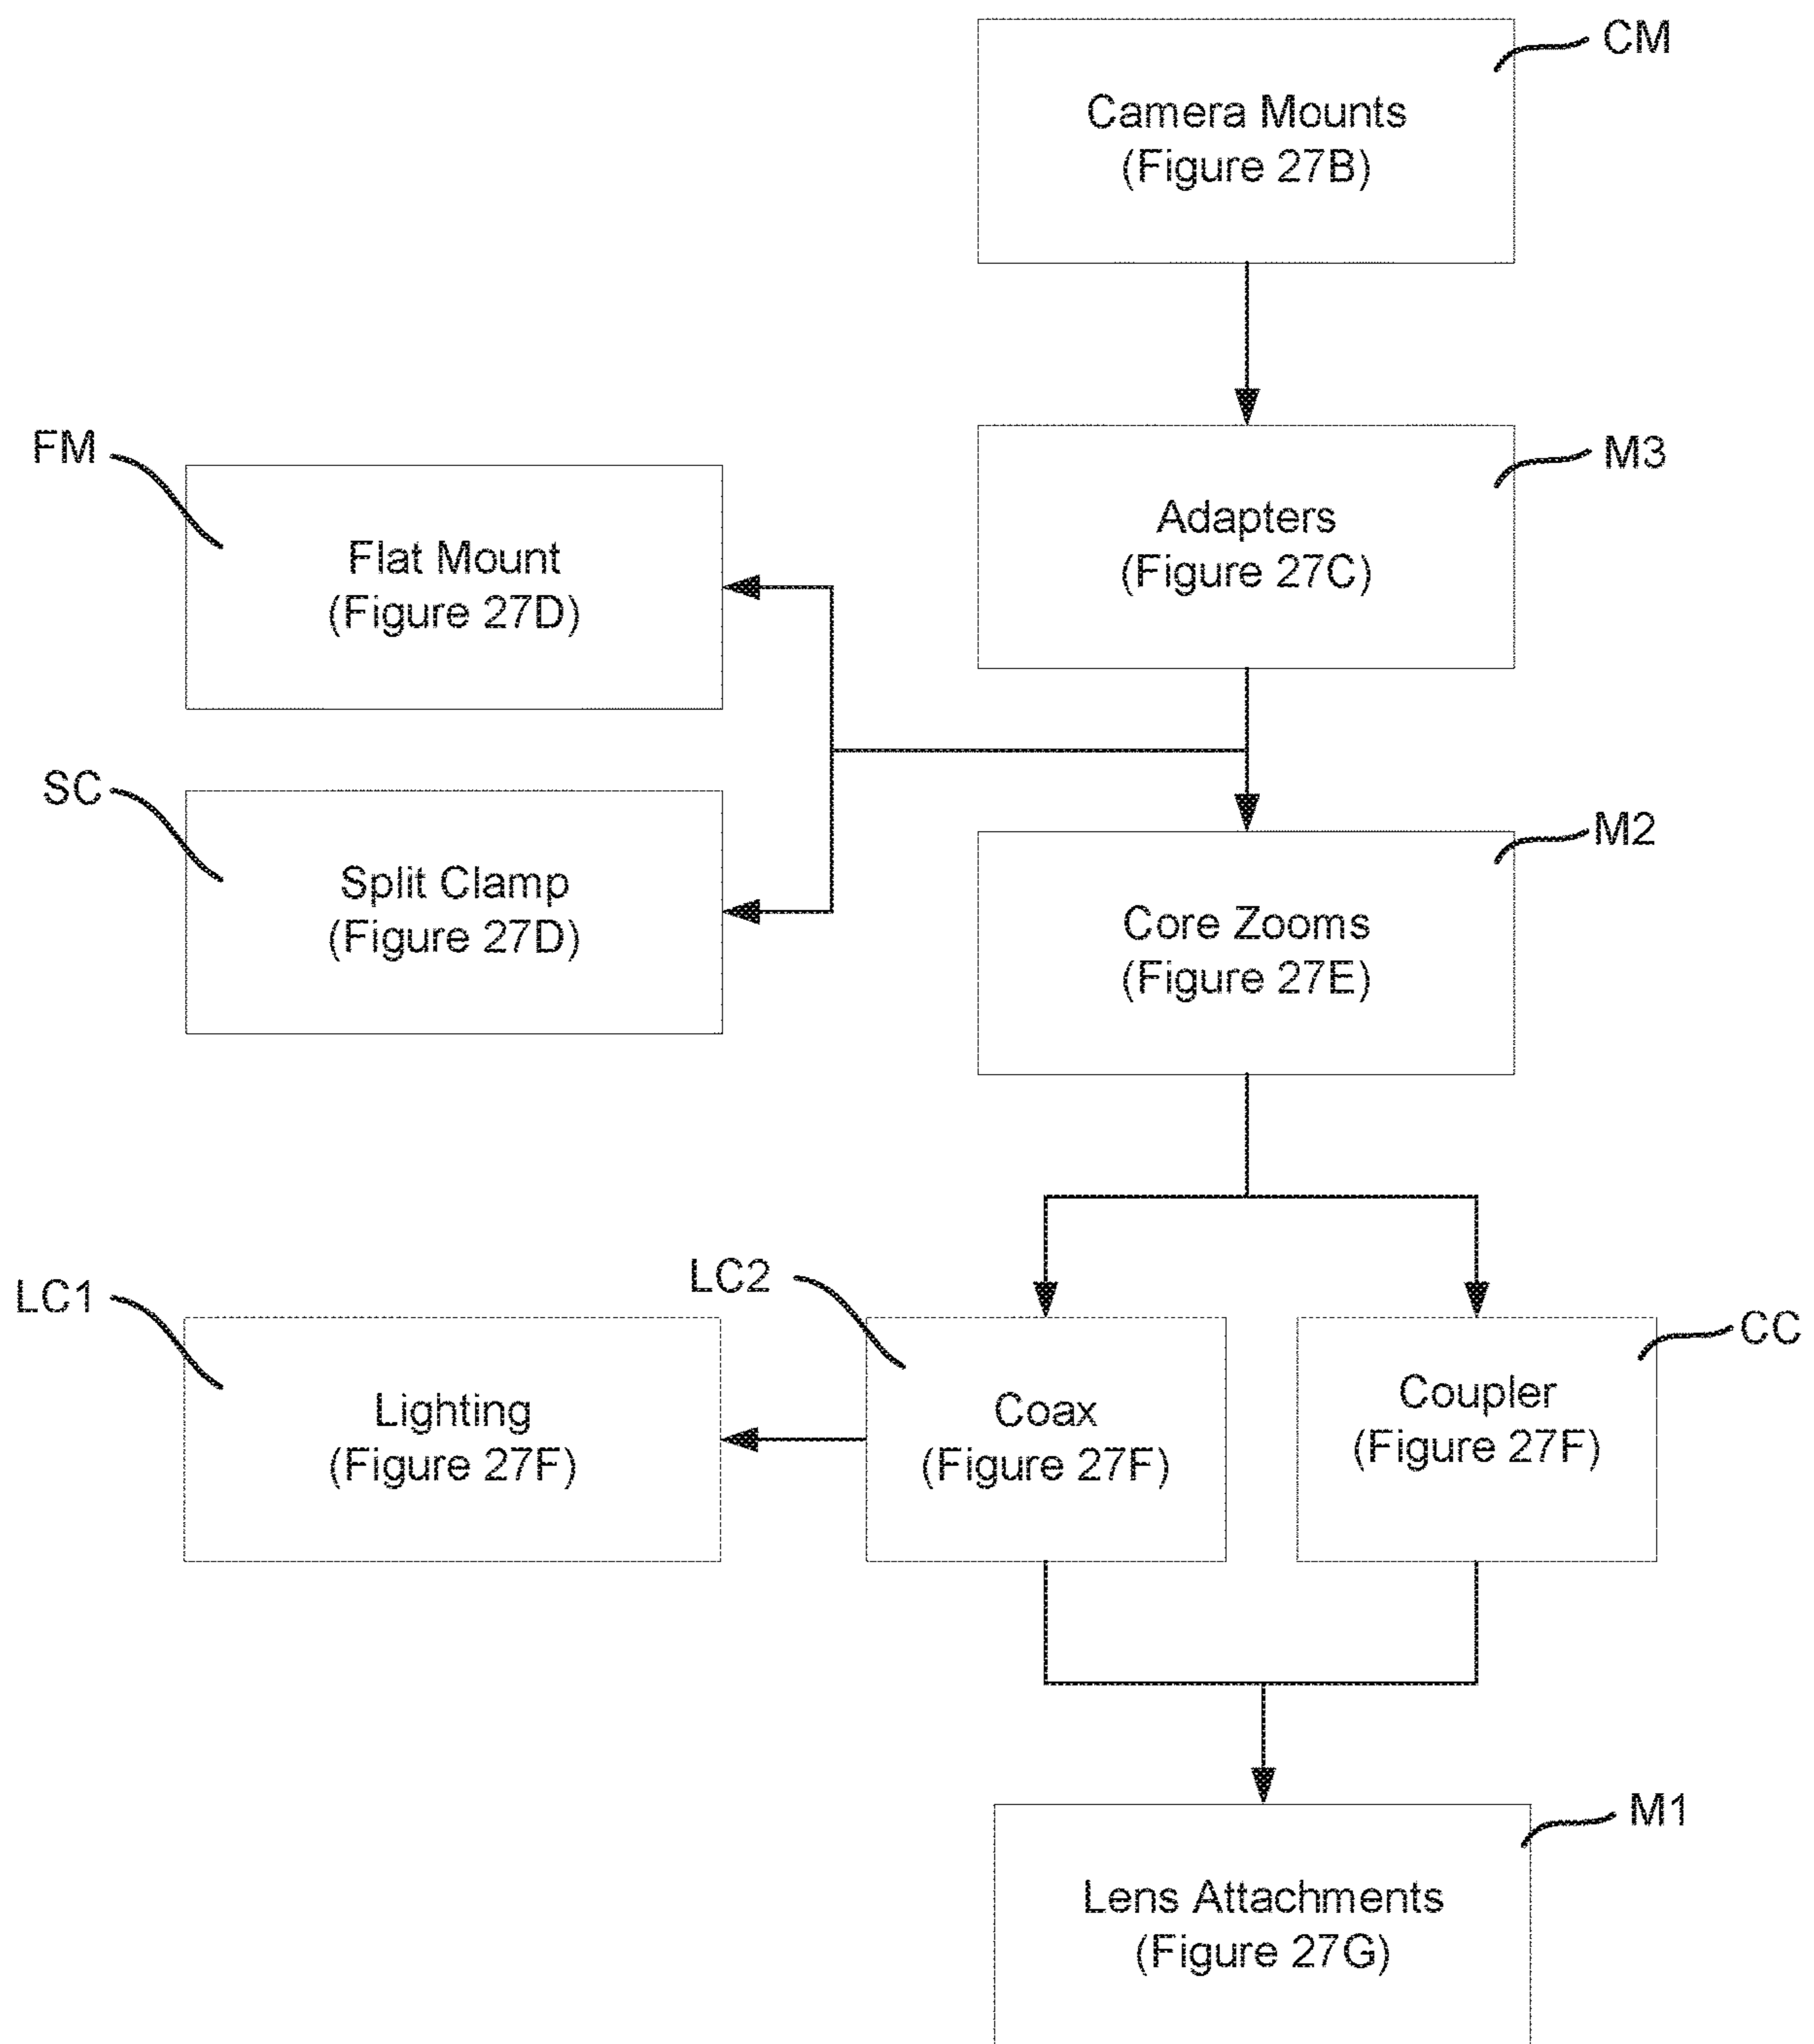 CM
Camera Mounts
(Figure 27B)
M3
Adapters
(Figure 27C)
FM
Flat Mount
(Figure 27D)
SC
Split Clamp
(Figure 27D)
M2
Core Zooms
(Figure 27E)
LC1
Lighting
(Figure 27F)
LC2
Coax
(Figure 27F)
CC
Coupler
(Figure 27F)
M1
Lens Attachments
(Figure 27G)